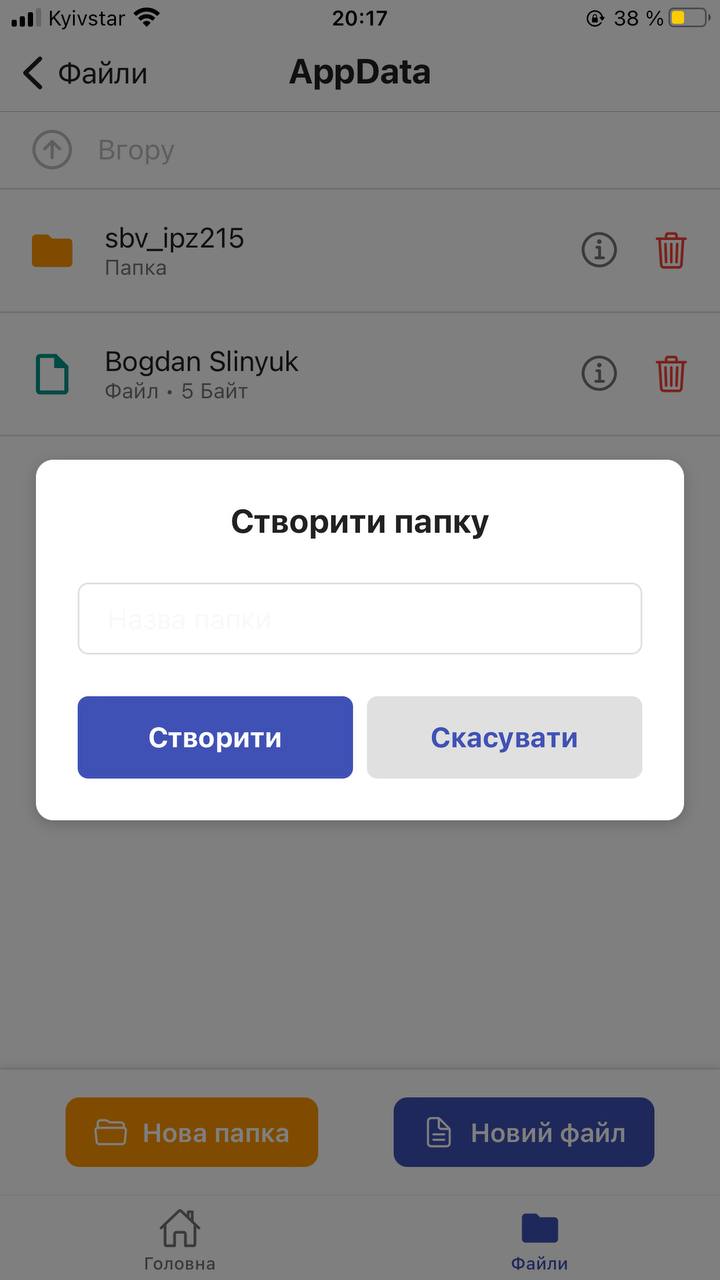 Kyivstar 20:17 38 %
Файли AppData
Вгору
sbv_ipz215
Папка
Bogdan Slinyuk
Файл • 5 Байт
Створити папку
Назва папки
Створити Скасувати
Нова папка Новий файл
Головна Файли